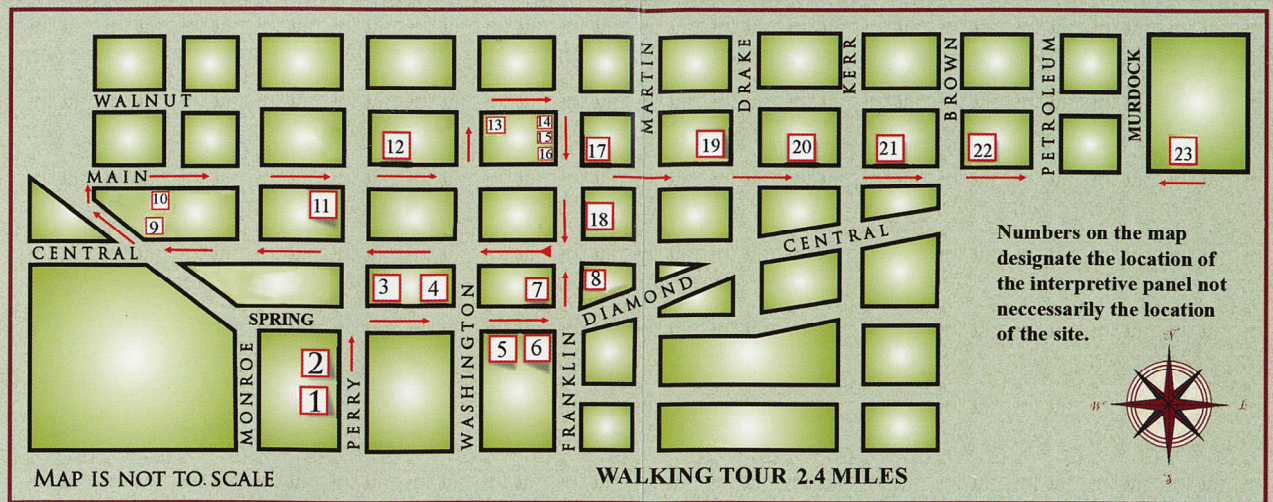 WALNUT
MARTIN
DRAKE
KERR
BROWN
PETROLEUM
MURDOCK
13
14
15
16
12
17
19
20
21
22
23
MAIN
10
9
11
18
CENTRAL
CENTRAL
Numbers on the map
designate the location of
the interpretive panel not
neccessarily the location
of the site.
3
4
7
8
DIAMOND
SPRING
MONROE
PERRY
WASHINGTON
FRANKLIN
2
1
5
6
N
W
E
S
MAP IS NOT TO SCALE
WALKING TOUR 2.4 MILES